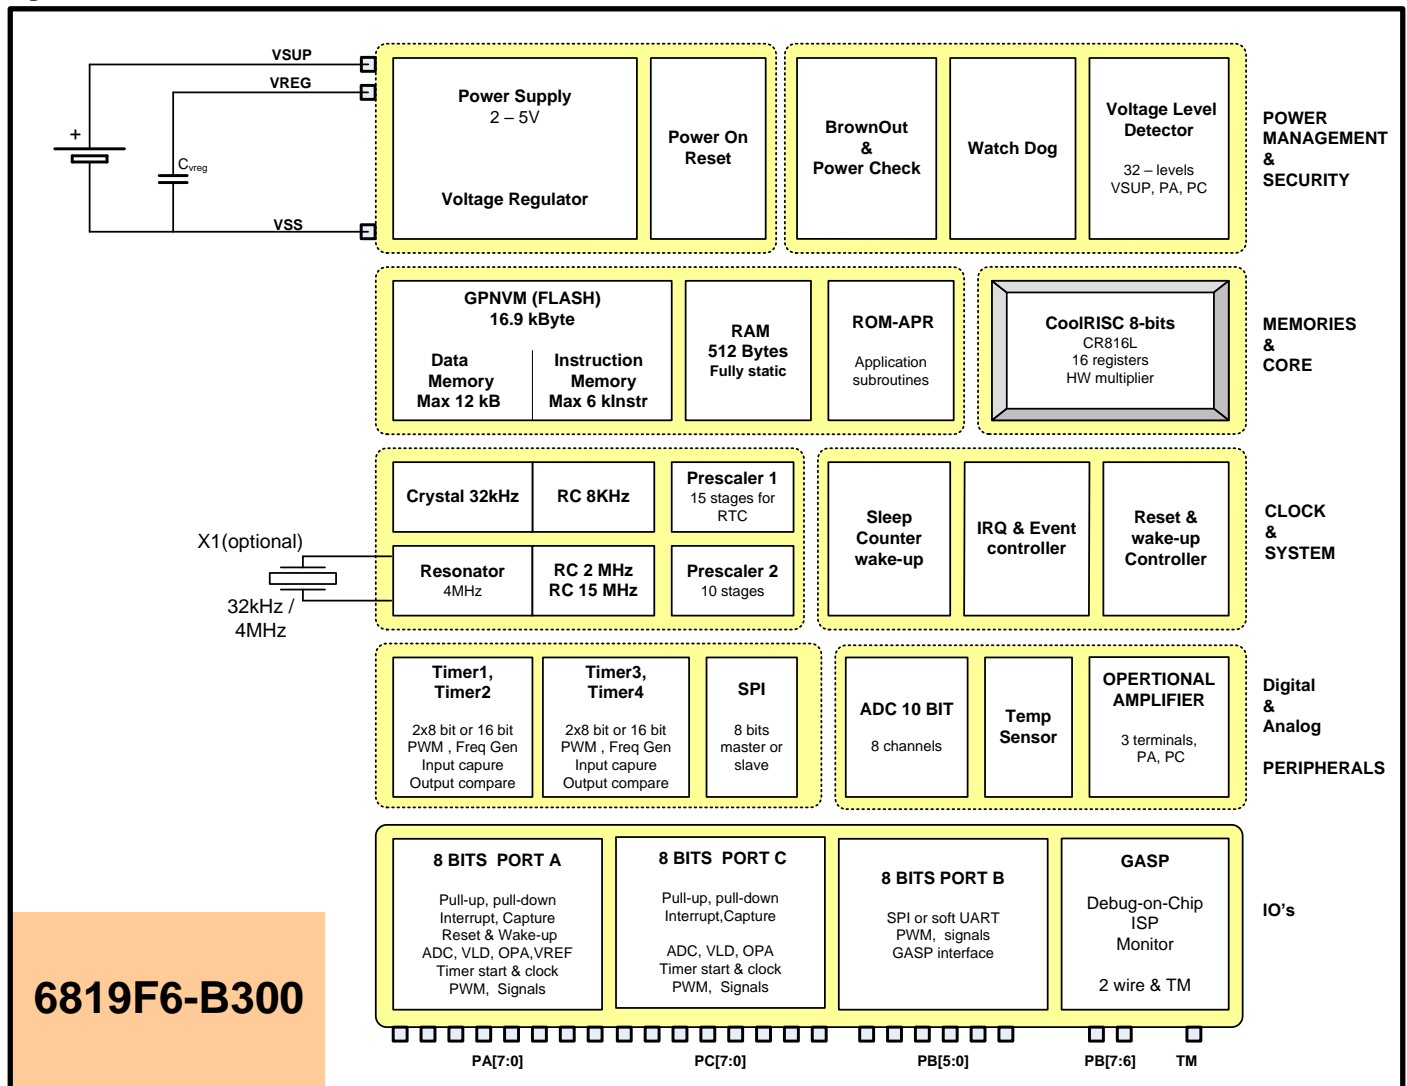 VSUP
VREG
VSS
+
Cvreg
Power Supply
2 – 5V
Voltage Regulator
Power On
Reset
BrownOut
&
Power Check
Watch Dog
Voltage Level
Detector
32 – levels
VSUP, PA, PC
POWER
MANAGEMENT
&
SECURITY
GPNVM (FLASH)
16.9 kByte
Data
Memory
Max 12 kB
Instruction
Memory
Max 6 kInstr
RAM
512 Bytes
Fully static
ROM-APR
Application
subroutines
CoolRISC 8-bits
CR816L
16 registers
HW multiplier
MEMORIES
&
CORE
Crystal 32kHz
RC 8KHz
Prescaler 1
15 stages for
RTC
Resonator
4MHz
RC 2 MHz
RC 15 MHz
Prescaler 2
10 stages
X1(optional)
32kHz /
4MHz
Sleep
Counter
wake-up
IRQ & Event
controller
Reset &
wake-up
Controller
CLOCK
&
SYSTEM
Timer1,
Timer2
2x8 bit or 16 bit
PWM , Freq Gen
Input capure
Output compare
Timer3,
Timer4
2x8 bit or 16 bit
PWM , Freq Gen
Input capure
Output compare
SPI
8 bits
master or
slave
ADC 10 BIT
8 channels
Temp
Sensor
OPERTIONAL
AMPLIFIER
3 terminals,
PA, PC
Digital
&
Analog
PERIPHERALS
8 BITS PORT A
Pull-up, pull-down
Interrupt, Capture
Reset & Wake-up
ADC, VLD, OPA,VREF
Timer start & clock
PWM, Signals
8 BITS PORT C
Pull-up, pull-down
Interrupt,Capture
ADC, VLD, OPA
Timer start & clock
PWM, Signals
8 BITS PORT B
SPI or soft UART
PWM, signals
GASP interface
GASP
Debug-on-Chip
ISP
Monitor
2 wire & TM
IO's
6819F6-B300
PA[7:0]
PC[7:0]
PB[5:0]
PB[7:6]
TM